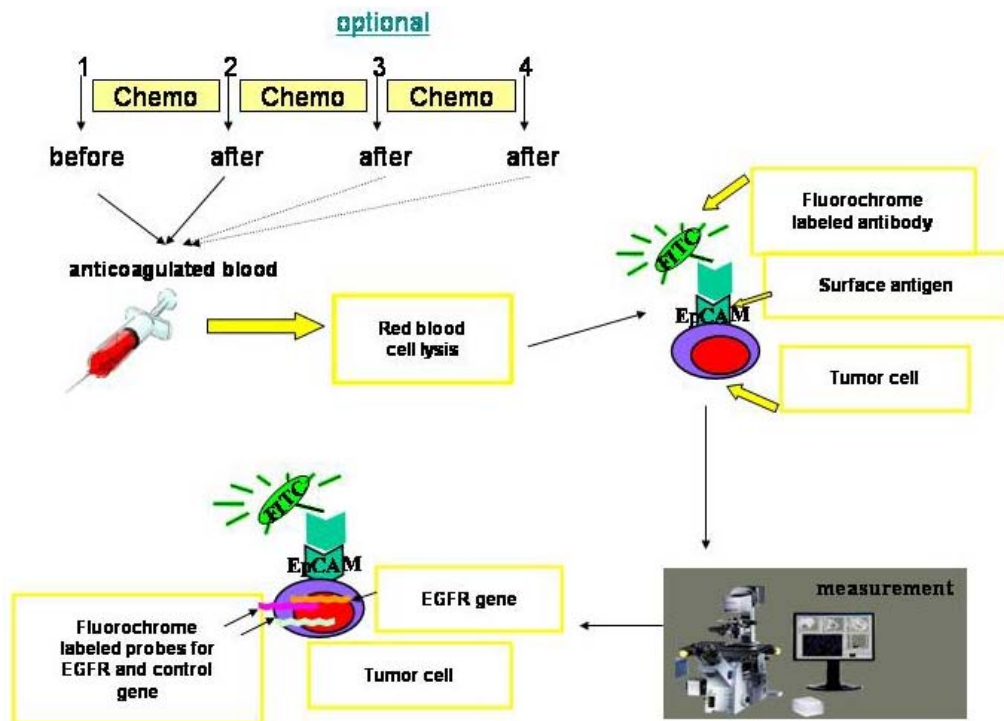 optional
1 2 3 4
Chemo Chemo Chemo
before after after after
anticoagulated blood
Red blood
cell lysis
Fluorochrome
labeled antibody
FITC
Surface antigen
EpCAM
Tumor cell
measurement
FITC
EpCAM
EGFR gene
Fluorochrome
labeled probes for
EGFR and control
gene
Tumor cell